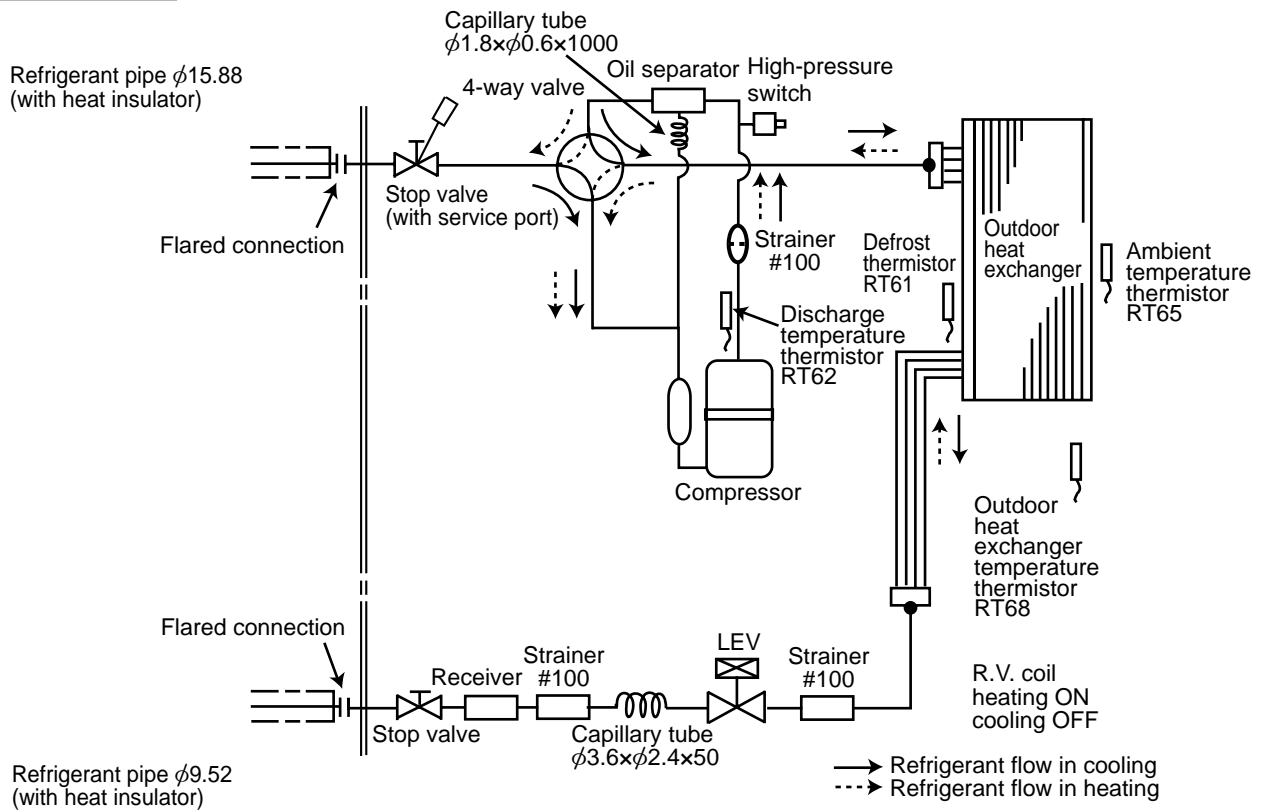 Capillary tube
ϕ1.8×ϕ0.6×1000
Refrigerant pipe ϕ15.88
(with heat insulator)
4-way valve
Oil separator
High-pressure
switch
Stop valve
(with service port)
Flared connection
Strainer
#100
Defrost
thermistor
RT61
Outdoor
heat
exchanger
Ambient
temperature
thermistor
RT65
Discharge
temperature
thermistor
RT62
Compressor
Outdoor
heat
exchanger
temperature
thermistor
RT68
Flared connection
LEV
Receiver
Strainer
#100
Strainer
#100
Stop valve
Capillary tube
ϕ3.6×ϕ2.4×50
R.V. coil
heating ON
cooling OFF
Refrigerant pipe ϕ9.52
(with heat insulator)
Refrigerant flow in cooling
Refrigerant flow in heating